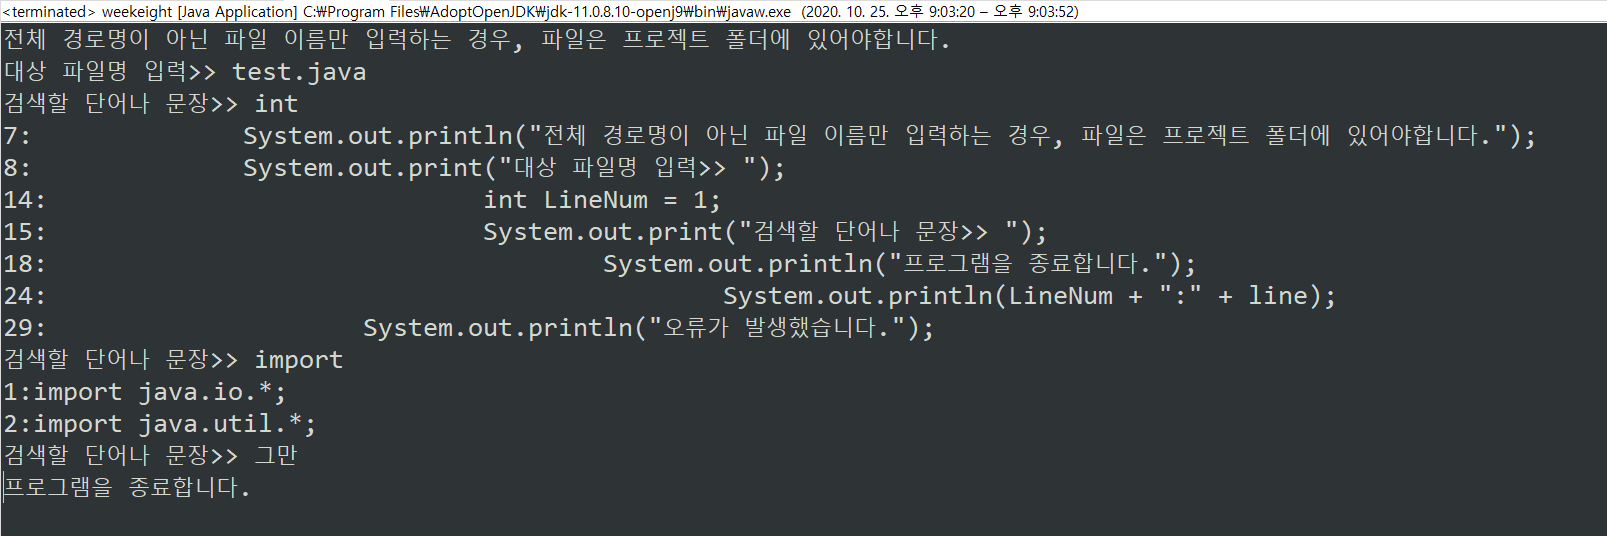 <terminated> weekeight [Java Application] C:₩Program Files₩AdoptOpenJDK₩jdk-11.0.8.10-openj9₩bin₩javaw.exe (2020. 10. 25. 오후 9:03:20 – 오후 9:03:52)
전체 경로명이 아닌 파일 이름만 입력하는 경우, 파일은 프로젝트 폴더에 있어야합니다.
대상 파일명 입력>> test.java
검색할 단어나 문장>> int
7:		System.out.println("전체 경로명이 아닌 파일 이름만 입력하는 경우, 파일은 프로젝트 폴더에 있어야합니다.");
8:		System.out.print("대상 파일명 입력>> ");
14:				int LineNum = 1;
15:				System.out.print("검색할 단어나 문장>> ");
18:					System.out.println("프로그램을 종료합니다.");
24:						System.out.println(LineNum + ":" + line);
29:			System.out.println("오류가 발생했습니다.");
검색할 단어나 문장>> import
1:import java.io.*;
2:import java.util.*;
검색할 단어나 문장>> 그만
프로그램을 종료합니다.